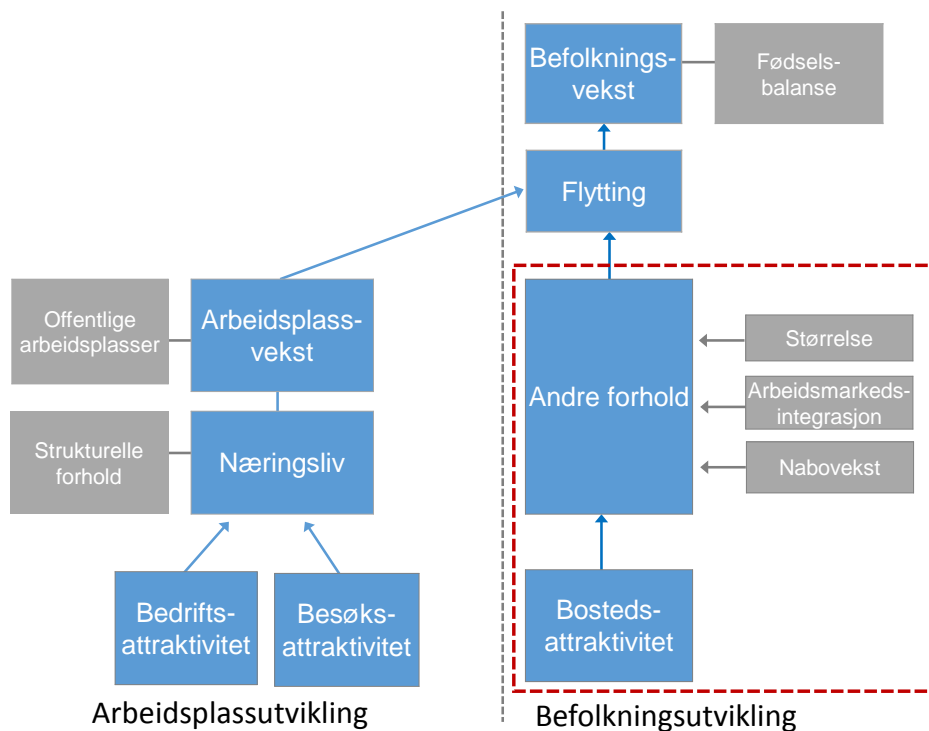 Befolknings-
vekst
Fødsels-
balanse
Flytting
Offentlige
arbeidsplasser
Arbeidsplass-
vekst
Strukturelle
forhold
Næringsliv
Bedrifts-
attraktivitet
Besøks-
attraktivitet
Andre forhold
Størrelse
Arbeidsmarkeds-
integrasjon
Nabovekst
Bosteds-
attraktivitet
Arbeidsplassutvikling
Befolkningsutvikling